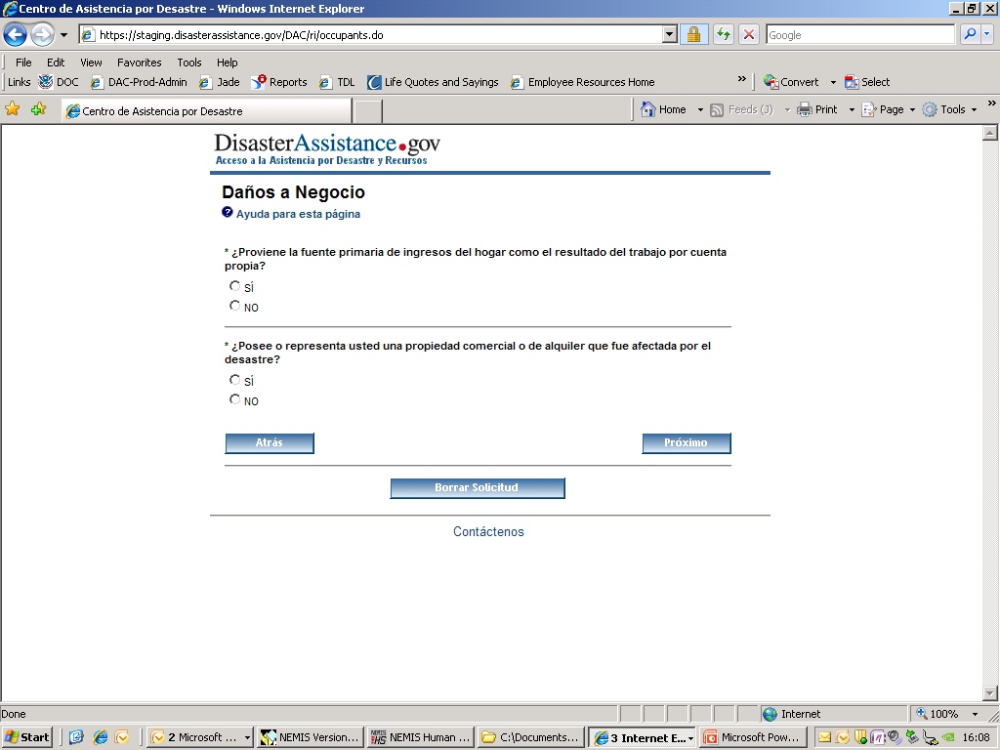 Centro de Asistencia por Desastre - Windows Internet Explorer
https://staging.disasterassistance.gov/DAC/ri/occupants.do
Google
File Edit View Favorites Tools Help
Links DOC DAC-Prod-Admin Jade Reports TDL Life Quotes and Sayings Employee Resources Home » Convert Select
Centro de Asistencia por Desastre Home Feeds (J) Print Page Tools »
DisasterAssistance.gov
Acceso a la Asistencia por Desastre y Recursos
Daños a Negocio
? Ayuda para esta página
* ¿Proviene la fuente primaria de ingresos del hogar como el resultado del trabajo por cuenta
propia?
SÍ
NO
* ¿Posee o representa usted una propiedad comercial o de alquiler que fue afectada por el
desastre?
SÍ
NO
Atrás Próximo
Borrar Solicitud
Contáctenos
Done Internet 100%
Start 2 Microsoft ... NEMIS Version... NEMIS Human ... C:\Documents... 3 Internet E... Microsoft Pow... 16:08